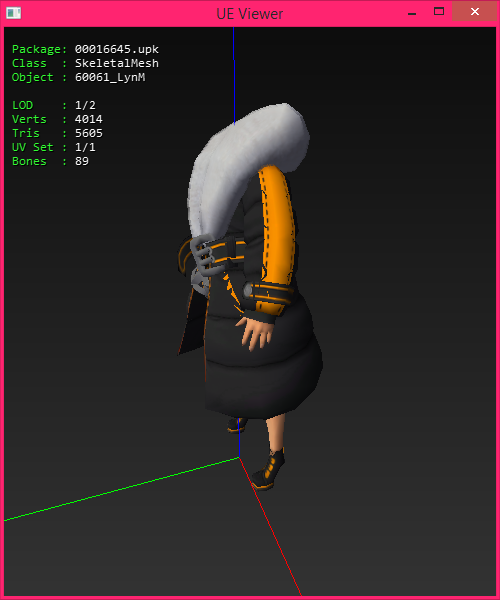 UE Viewer
Package: 00016645.upk
Class  : SkeletalMesh
Object : 60061_LynM
LOD    : 1/2
Verts  : 4014
Tris   : 5605
UV Set : 1/1
Bones  : 89